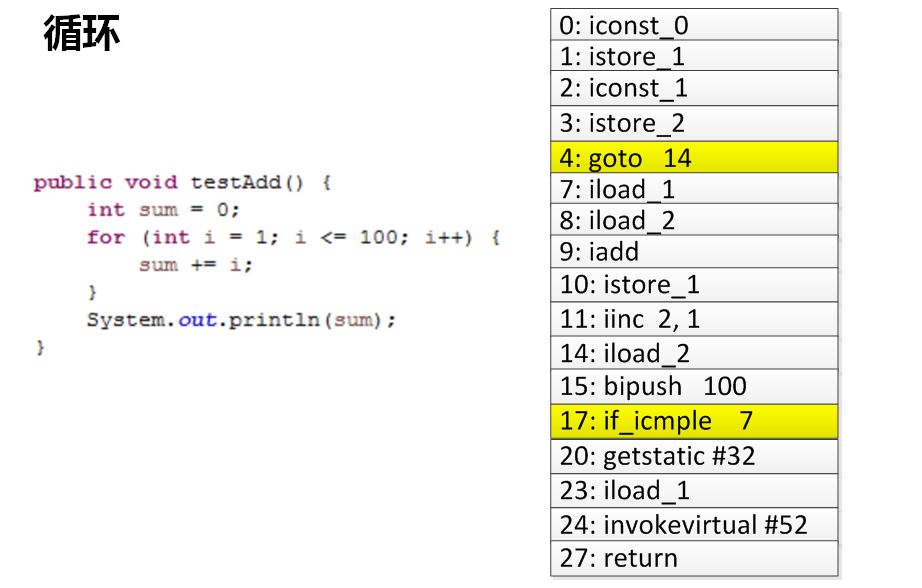 循环
public void testAdd() {
int sum = 0;
for (int i = 1; i <= 100; i++) {
sum += i;
}
System.out.println(sum);
}
0: iconst_0
1: istore_1
2: iconst_1
3: istore_2
4: goto 14
7: iload_1
8: iload_2
9: iadd
10: istore_1
11: iinc 2, 1
14: iload_2
15: bipush 100
17: if_icmple 7
20: getstatic #32
23: iload_1
24: invokevirtual #52
27: return